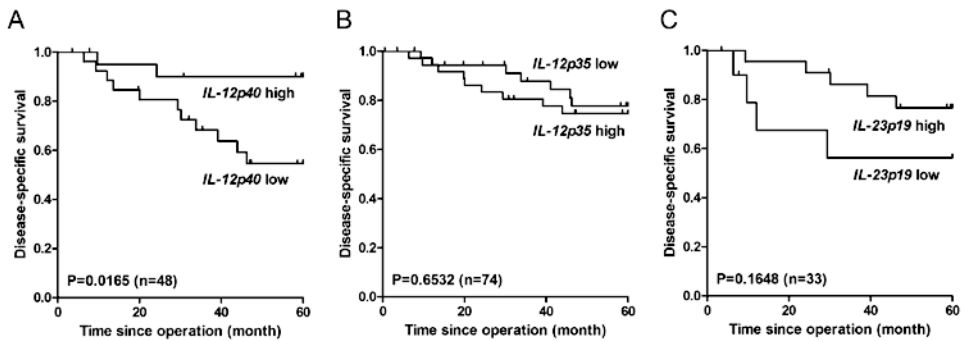 A
Disease-specific survival
1.0
0.8
0.6
0.4
0.2
0.0
IL-12p40 high
IL-12p40 low
P=0.0165 (n=48)
0 20 40 60
Time since operation (month)
B
Disease-specific survival
1.0
0.8
0.6
0.4
0.2
0.0
IL-12p35 low
IL-12p35 high
P=0.6532 (n=74)
0 20 40 60
Time since operation (month)
C
Disease-specific survival
1.0
0.8
0.6
0.4
0.2
0.0
IL-23p19 high
IL-23p19 low
P=0.1648 (n=33)
0 20 40 60
Time since operation (month)